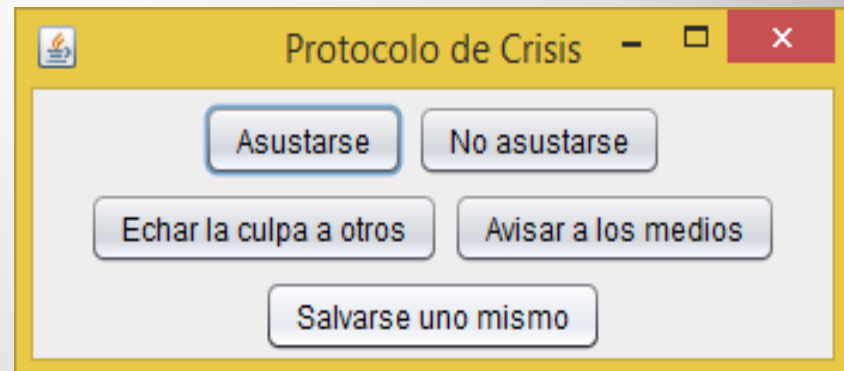 Protocolo de Crisis
Asustarse No asustarse
Echar la culpa a otros Avisar a los medios
Salvarse uno mismo